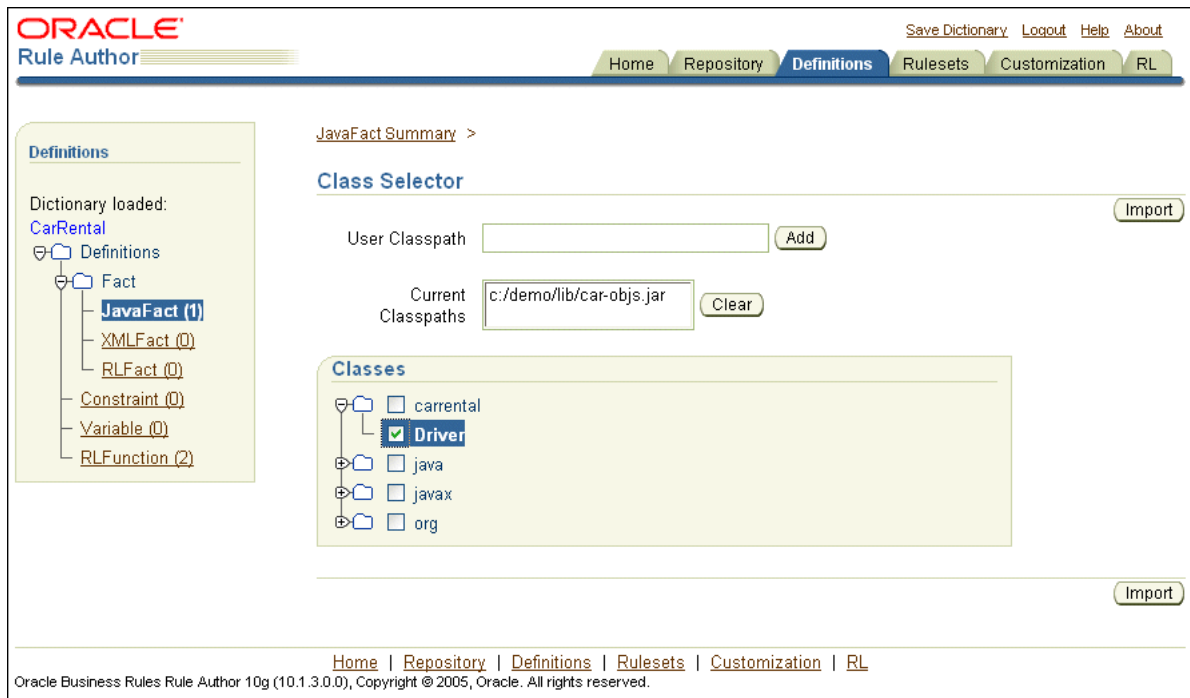 ORACLE
Rule Author
Save Dictionary Logout Help About
Home Repository Definitions Rulesets Customization RL
Definitions
Dictionary loaded:
CarRental
Definitions
Fact
JavaFact (1)
XMLFact (0)
RLFact (0)
Constraint (0)
Variable (0)
RLFunction (2)
JavaFact Summary >
Class Selector
Import
User Classpath
Add
Current
Classpaths
c:/demo/lib/car-objs.jar
Clear
Classes
carrental
Driver
java
javax
org
Import
Home | Repository | Definitions | Rulesets | Customization | RL
Oracle Business Rules Rule Author 10g (10.1.3.0.0), Copyright © 2005, Oracle. All rights reserved.